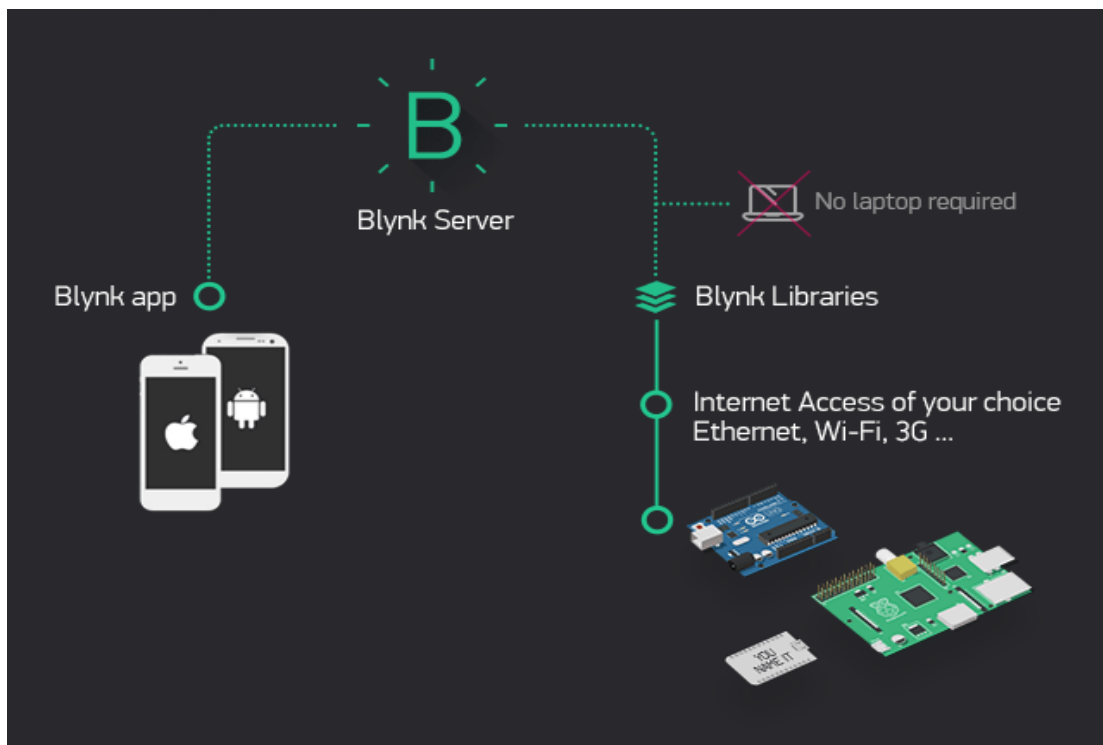 B
Blynk Server
No laptop required
Blynk app
Blynk Libraries
Internet Access of your choice
Ethernet, Wi-Fi, 3G ...
UNO
YOU
NAME IT